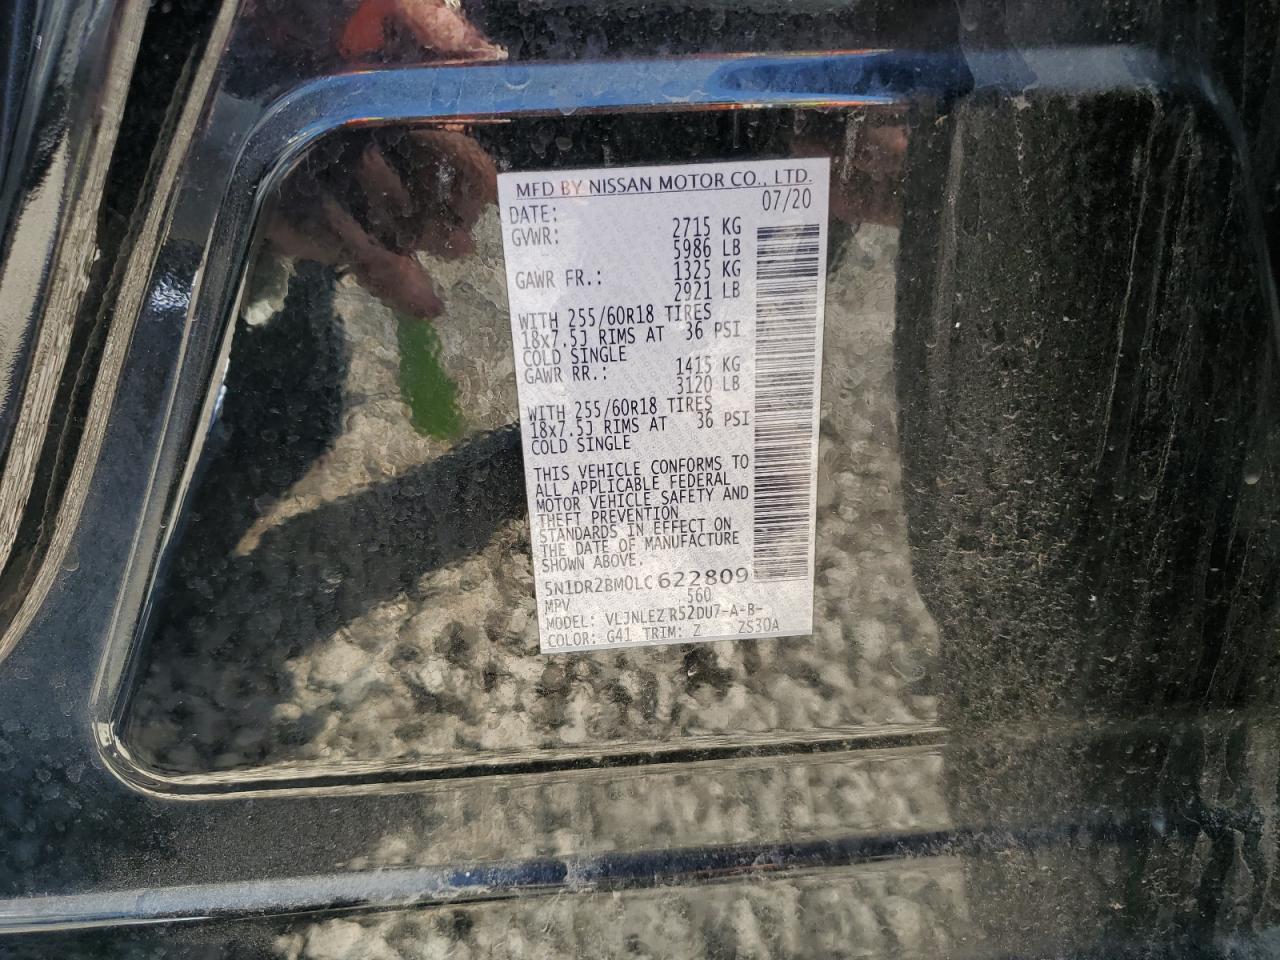 MFD BY NISSAN MOTOR CO., LTD.
DATE: 07/20
GVWR: 2715 KG
5986 LB
GAWR FR.: 1325 KG
2921 LB
WITH 255/60R18 TIRES
18x7.5J RIMS AT 36 PSI
COLD SINGLE
GAWR RR.: 1415 KG
3120 LB
WITH 255/60R18 TIRES
18x7.5J RIMS AT 36 PSI
COLD SINGLE
THIS VEHICLE CONFORMS TO
ALL APPLICABLE FEDERAL
MOTOR VEHICLE SAFETY AND
THEFT PREVENTION
STANDARDS IN EFFECT ON
THE DATE OF MANUFACTURE
SHOWN ABOVE.
5N1DR2BM0LC622809
MPV 560
MODEL: VLJNLEZ R52DU7-A-B-
COLOR: G41 TRIM: Z ZS30A